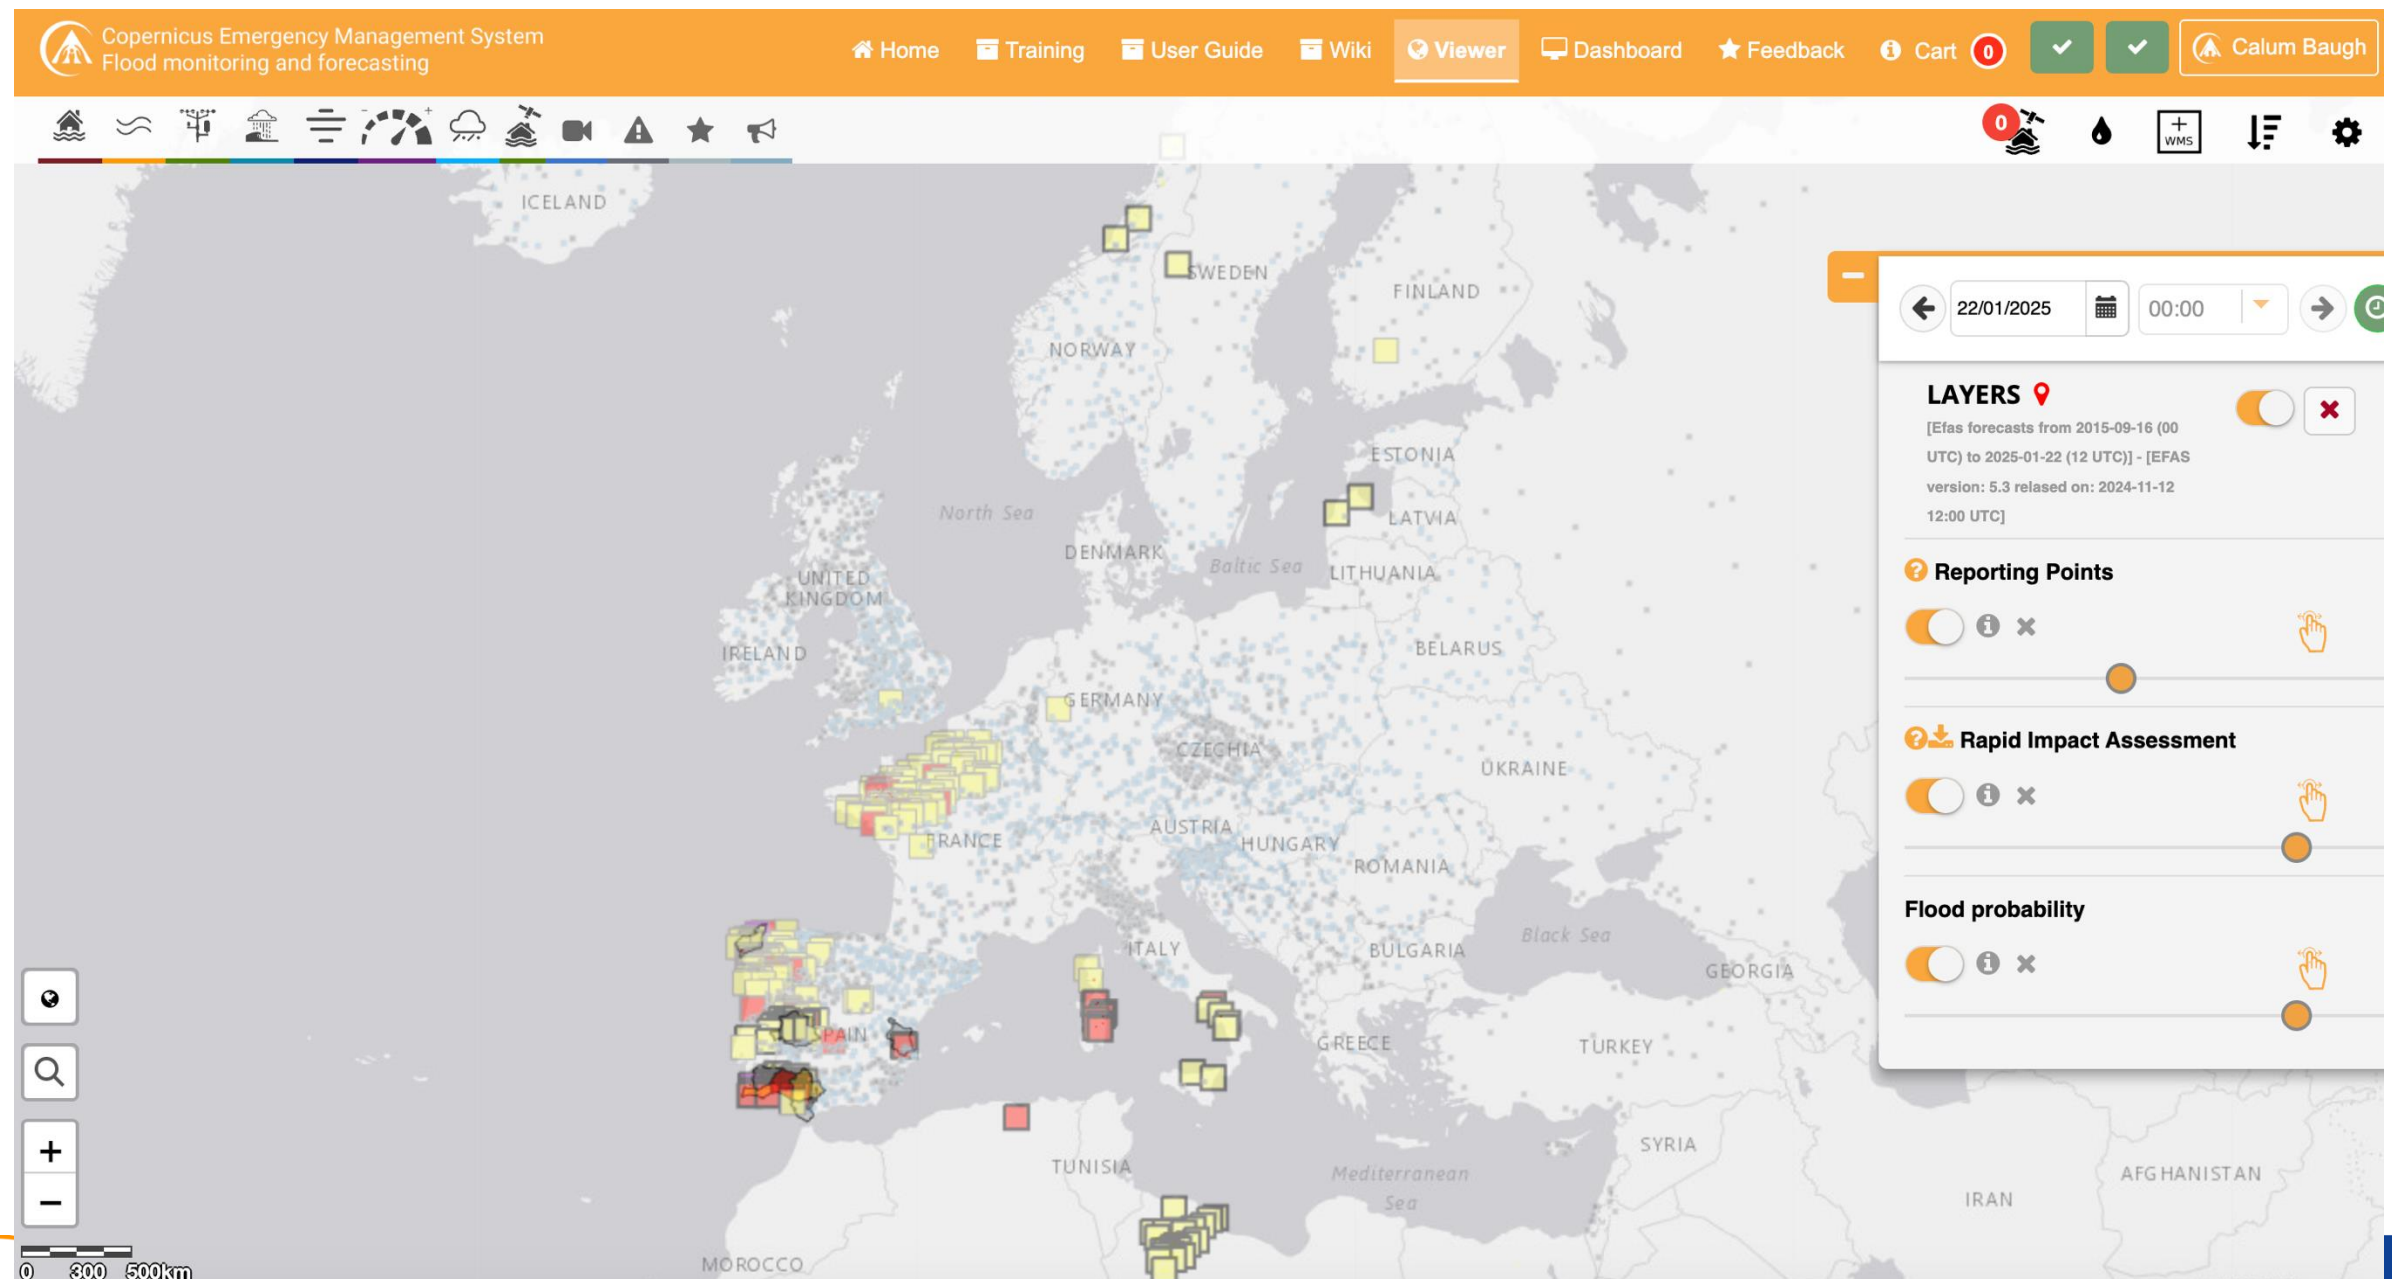 Copernicus Emergency Management System
Flood monitoring and forecasting
Home
Training
User Guide
Wiki
Viewer
Dashboard
Feedback
Cart 0
Calum Baugh
0
+
WMS
ICELAND
SWEDEN
FINLAND
NORWAY
ESTONIA
North Sea
LATVIA
DENMARK
Baltic Sea
LITHUANIA
UNITED
KINGDOM
IRELAND
BELARUS
GERMANY
CZECHIA
UKRAINE
AUSTRIA
FRANCE
HUNGARY
ROMANIA
ITALY
BULGARIA
Black Sea
GEORGIA
SPAIN
GREECE
TURKEY
SYRIA
TUNISIA
Mediterranean
Sea
AFGHANISTAN
IRAN
MOROCCO
22/01/2025
00:00
LAYERS
[Efas forecasts from 2015-09-16 (00
UTC) to 2025-01-22 (12 UTC)] - [EFAS
version: 5.3 relased on: 2024-11-12
12:00 UTC]
Reporting Points
Rapid Impact Assessment
Flood probability
+
−
0 300 500km